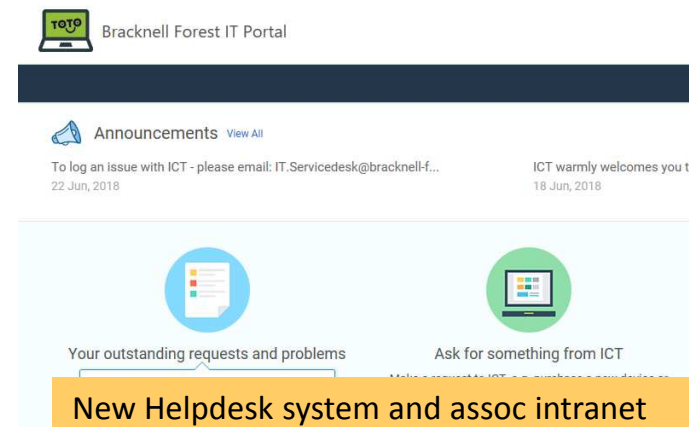 TOTO
Bracknell Forest IT Portal
Announcements View All
To log an issue with ICT - please email: IT.Servicedesk@bracknell-f...
22 Jun, 2018
ICT warmly welcomes you t
18 Jun, 2018
Your outstanding requests and problems
Ask for something from ICT
New Helpdesk system and assoc intranet